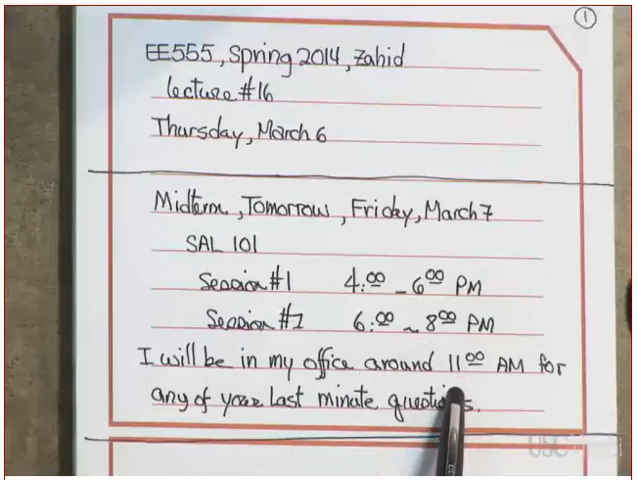 1
EE555, Spring 2014, Zahid
Lecture #16
Thursday, March 6
Midterm, Tomorrow, Friday, March 7
SAL 101
Session #1 4:00 - 6:00 PM
Session #2 6:00 - 8:00 PM
I will be in my office around 11:00 AM for
any of your last minute questions.
USC